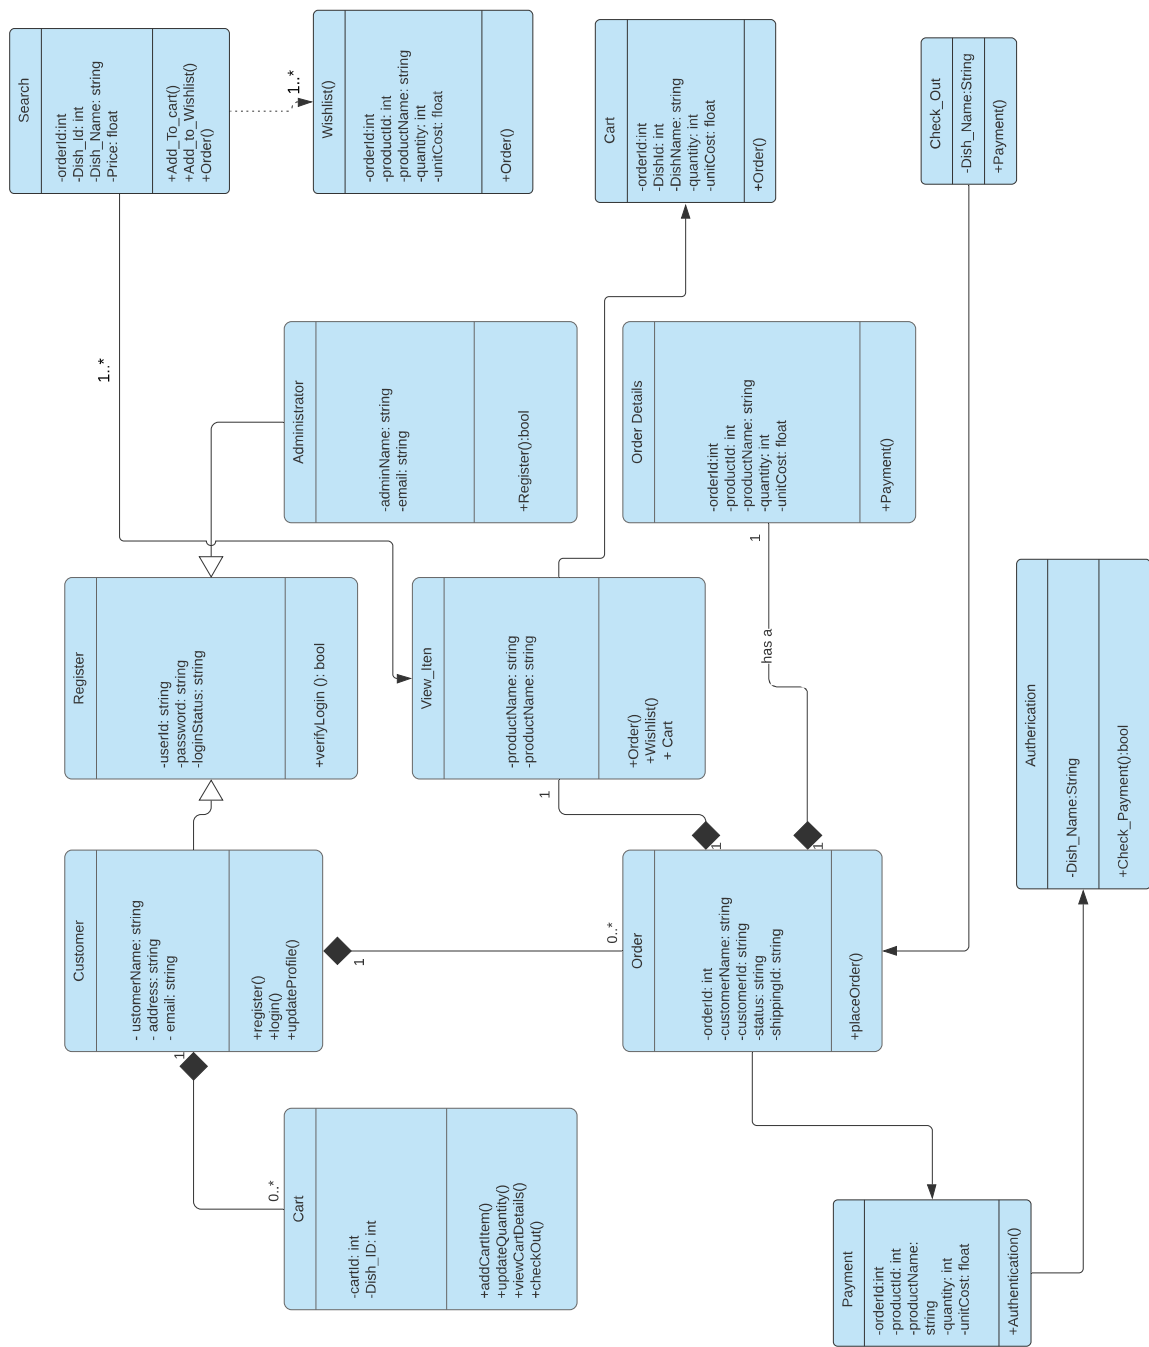 Search
-orderId:int
-Dish_Id: int
-Dish_Name: string
-Price: float
+Add_To_cart()
+Add_to_Wishlist()
+Order()
1..*
Wishlist()
-orderId:int
-productId: int
-productName: string
-quantity: int
-unitCost: float
+Order()
Cart
-orderId:int
-DishId: int
-DishName: string
-quantity: int
-unitCost: float
+Order()
Check_Out
-Dish_Name:String
+Payment()
1..*
Administrator
-adminName: string
-email: string
+Register():bool
Order Details
-orderId:int
-productId: int
-productName: string
-quantity: int
-unitCost: float
+Payment()
1
has a
1
Register
-userId: string
-password: string
-loginStatus: string
+verifyLogin (): bool
View_Iten
-productName: string
-productName: string
+Order()
+Wishlist()
+ Cart
1
1
Autherication
-Dish_Name:String
+Check_Payment():bool
Customer
- ustomerName: string
- address: string
- email: string
+register()
+login()
+updateProfile()
1
0..*
Order
-orderId: int
-customerName: string
-customerId: string
-status: string
-shippingId: string
+placeOrder()
1
0..*
Cart
-cartId: int
-Dish_ID: int
+addCartItem()
+updateQuantity()
+viewCartDetails()
+checkOut()
Payment
-orderId:int
-productId: int
-productName:
string
-quantity: int
-unitCost: float
+Authentication()